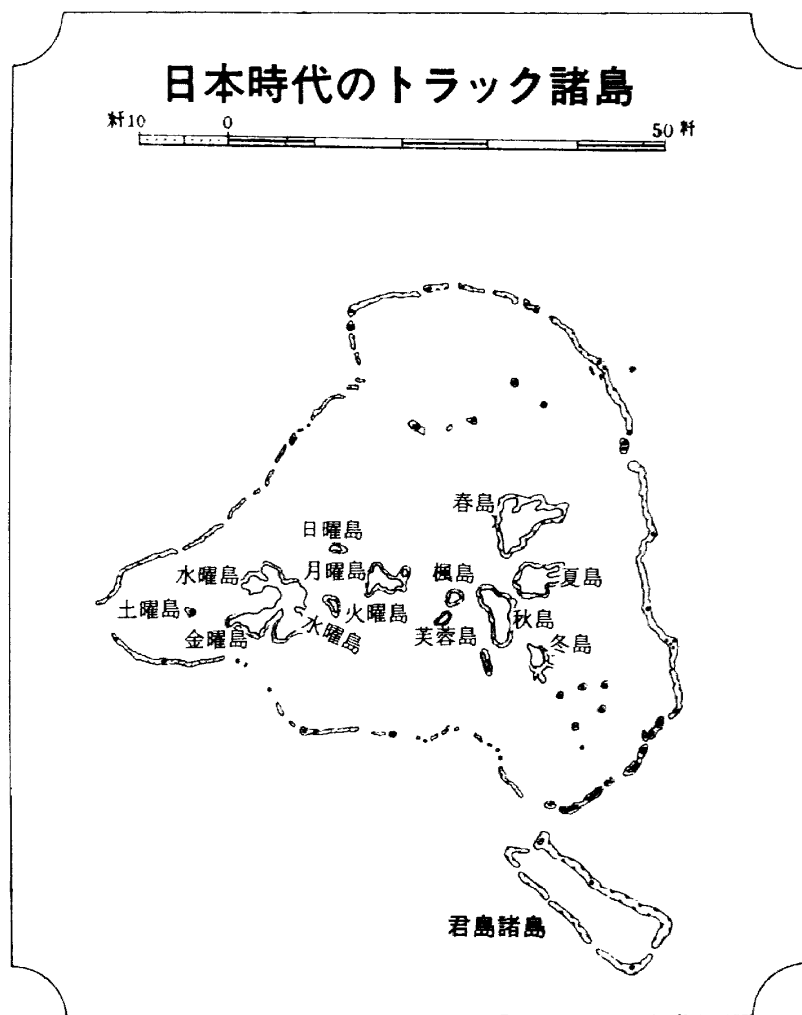 日本時代のトラック諸島
粁10 0 50粁
春島
日曜島
水曜島
月曜島
楓島
夏島
土曜島
火曜島
金曜島
水曜島
芙蓉島
秋島
冬島
君島諸島